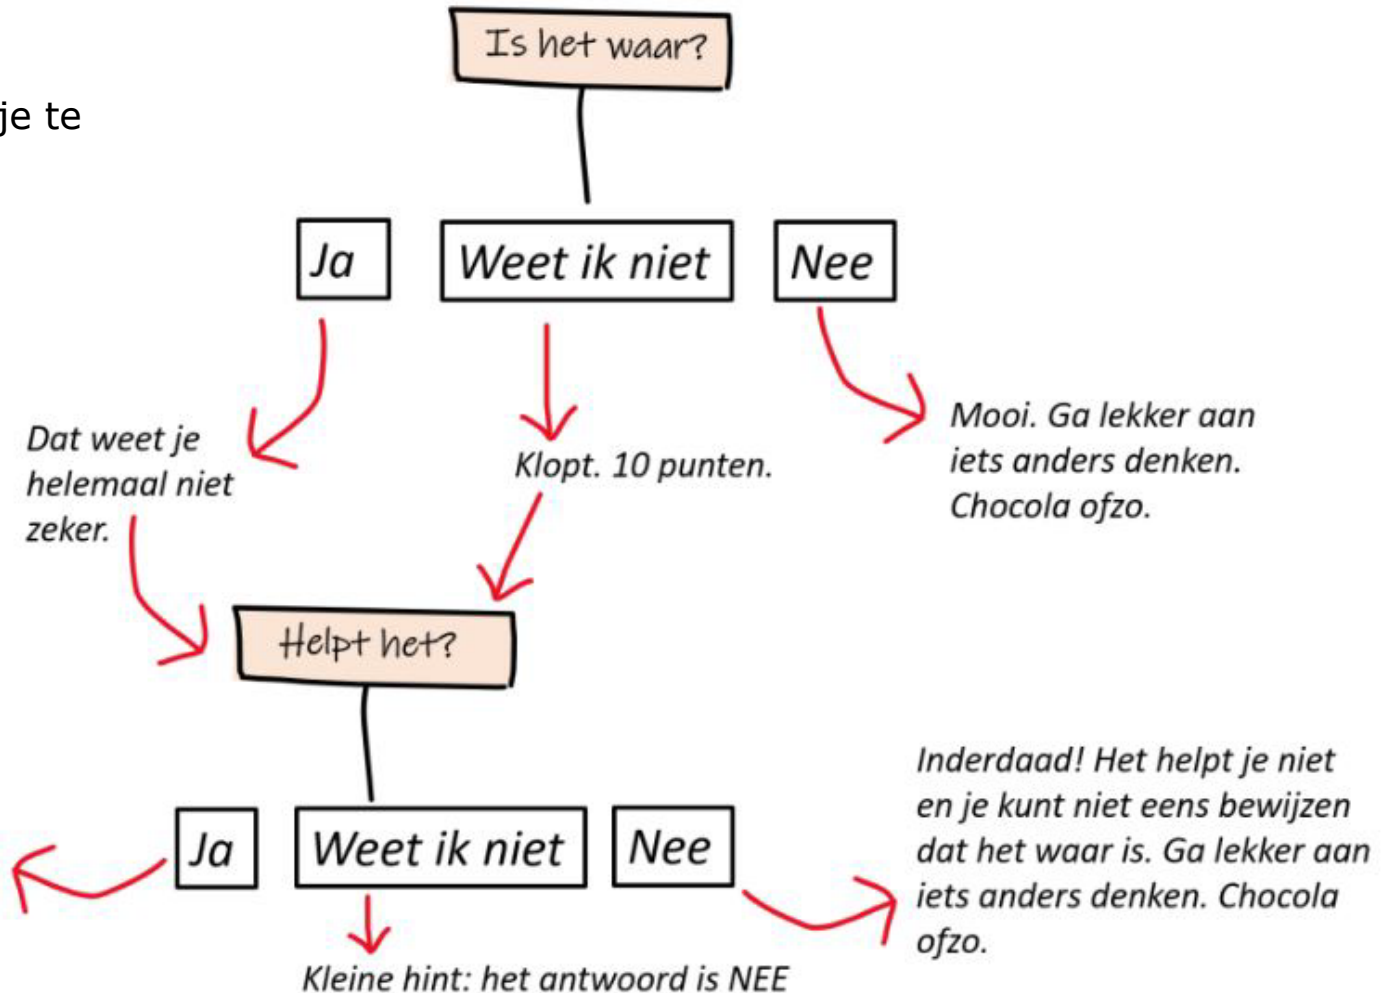 Is het waar?
je te
Ja
Weet ik niet
Nee
Dat weet je
helemaal niet
zeker.
Klopt. 10 punten.
Mooi. Ga lekker aan
iets anders denken.
Chocola ofzo.
Helpt het?
Ja
Weet ik niet
Nee
Inderdaad! Het helpt je niet
en je kunt niet eens bewijzen
dat het waar is. Ga lekker aan
iets anders denken. Chocola
ofzo.
Kleine hint: het antwoord is NEE